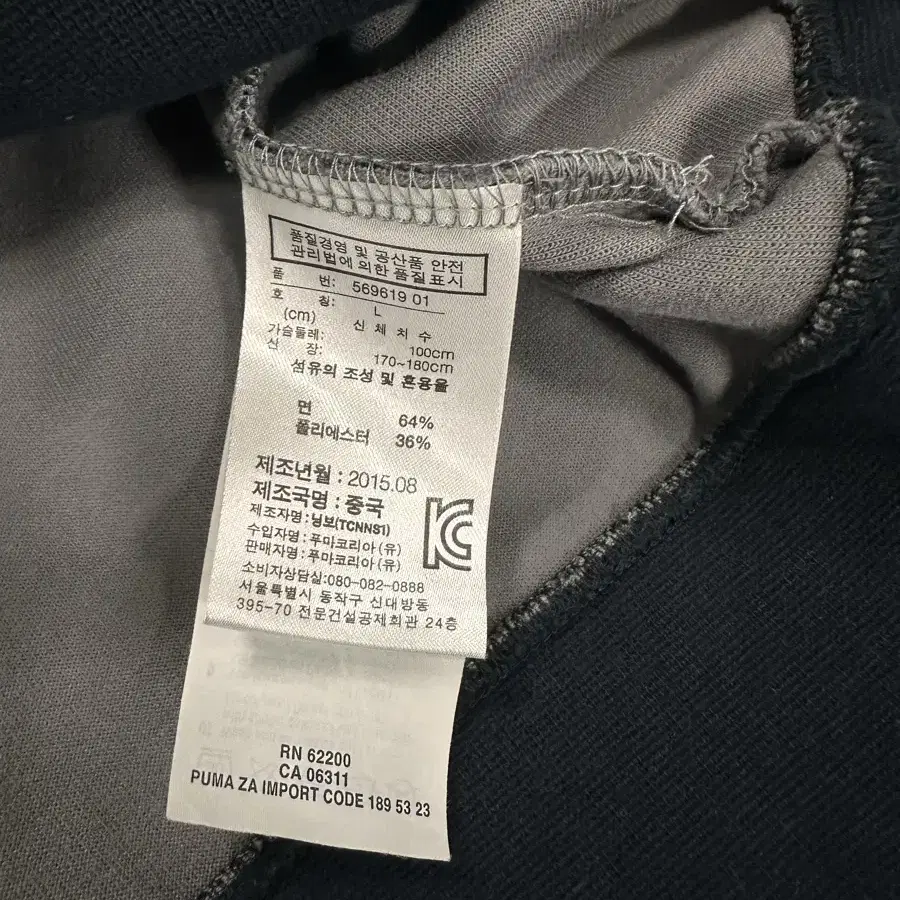 품질경영 및 공산품 안전
관리법에 의한 품질표시
품 번: 569619 01
호 칭: L
(cm) 신 체 치 수
가슴둘레: 100cm
신 장: 170~180cm
섬유의 조성 및 혼용율
면 64%
폴리에스터 36%
제조년월 : 2015.08
제조국명 : 중국
제조자명 : 닝보(TCNNS1)
수입자명 : 푸마코리아 (유)
판매자명 : 푸마코리아 (유)
소비자상담실:080-082-0888
서울특별시 동작구 신대방동
395-70 전문건설공제회관 24층
RN 62200
CA 06311
PUMA ZA IMPORT CODE 189 53 23